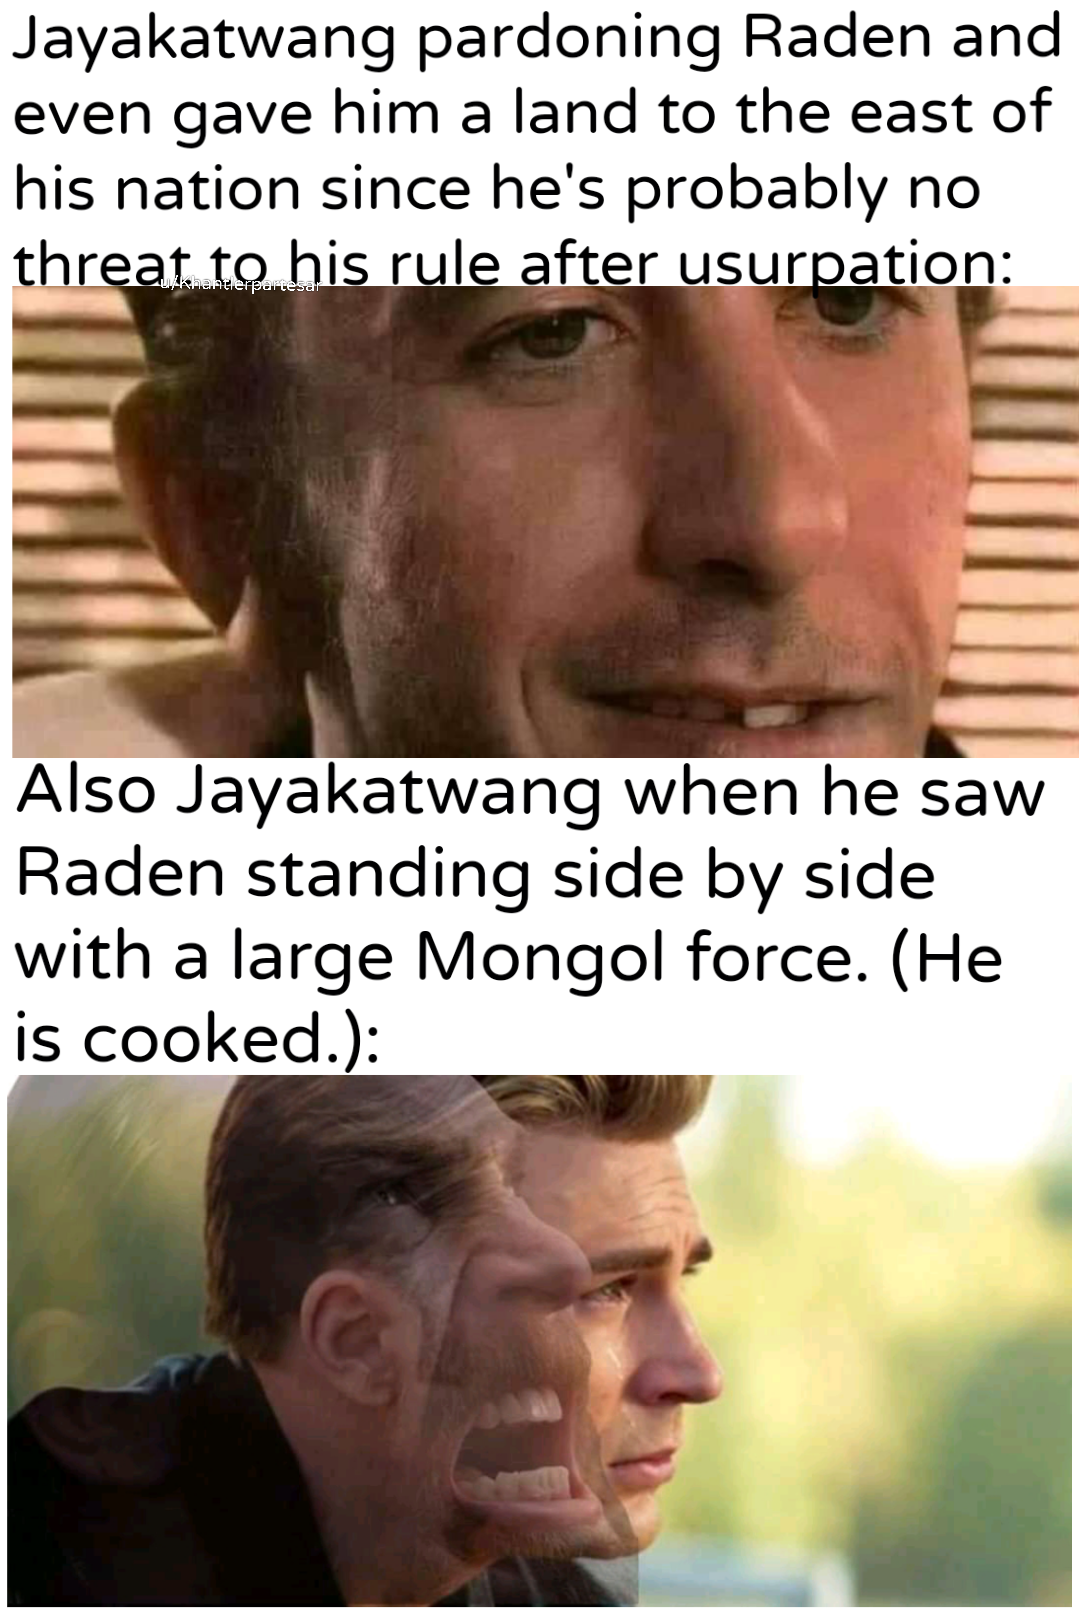 Jayakatwang pardoning Raden and
even gave him a land to the east of
his nation since he's probably no
threat to his rule after usurpation:
u/Khantlerpartesar
Also Jayakatwang when he saw
Raden standing side by side
with a large Mongol force. (He
is cooked.):